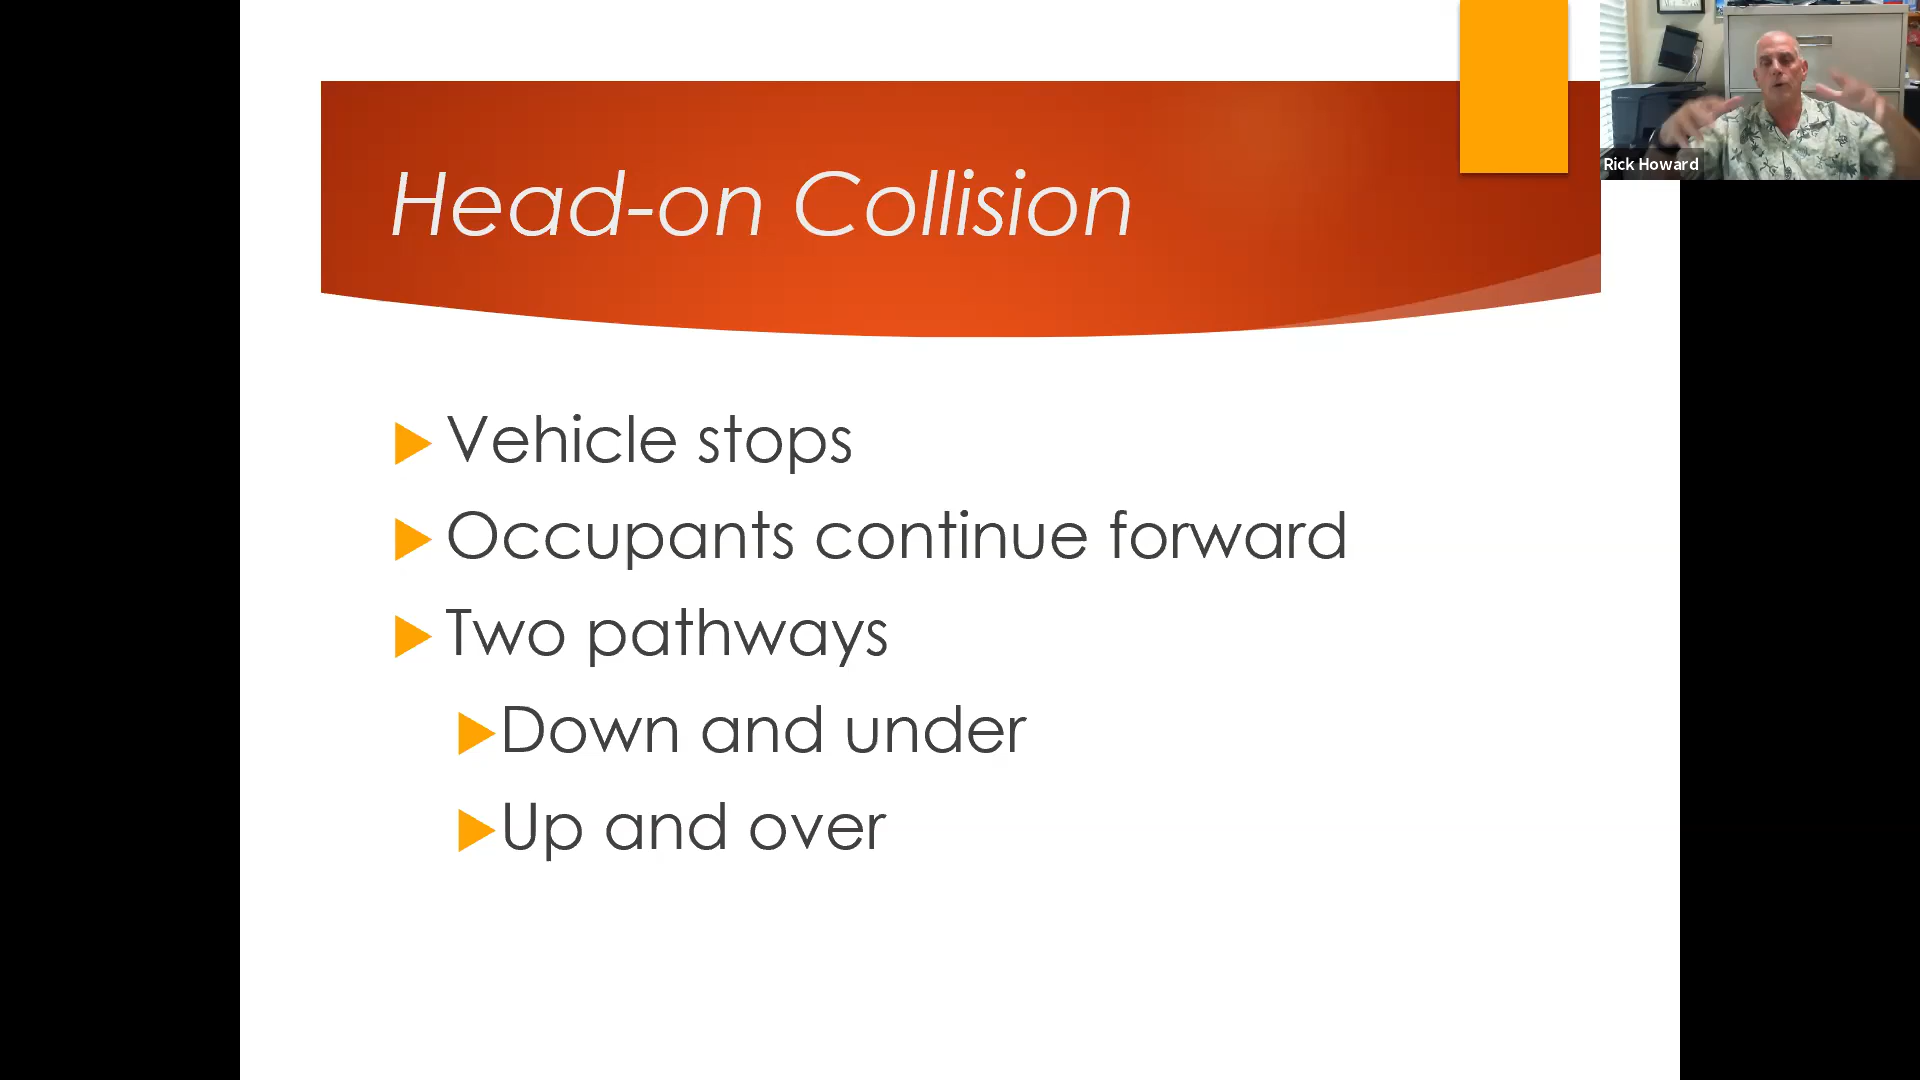 Head-on Collision
Rick Howard
Vehicle stops
Occupants continue forward
Two pathways
Down and under
Up and over